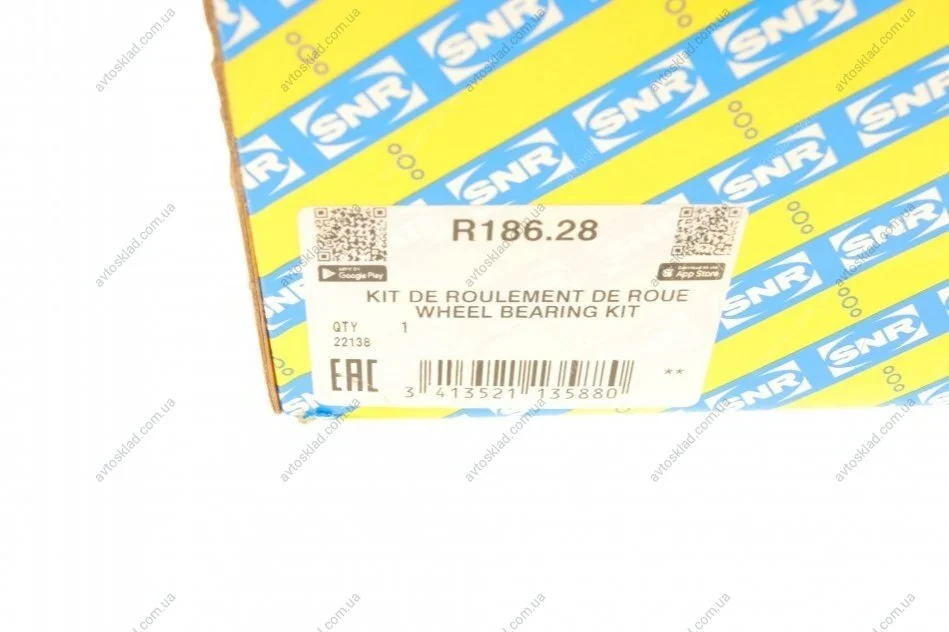 SNR
R186.28
GET IT ON
Google Play
Download on the
App Store
KIT DE ROULEMENT DE ROUE
WHEEL BEARING KIT
QTY 1
22138
EAC
3 413521 135880
**
avtosklad.com.ua